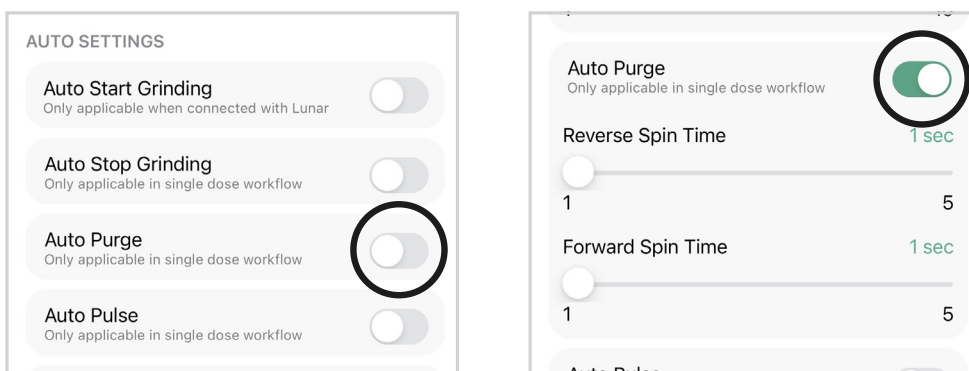 AUTO SETTINGS
Auto Start Grinding
Only applicable when connected with Lunar
Auto Stop Grinding
Only applicable in single dose workflow
Auto Purge
Only applicable in single dose workflow
Auto Pulse
Only applicable in single dose workflow
Auto Purge
Only applicable in single dose workflow
Reverse Spin Time 1 sec
1 5
Forward Spin Time 1 sec
1 5